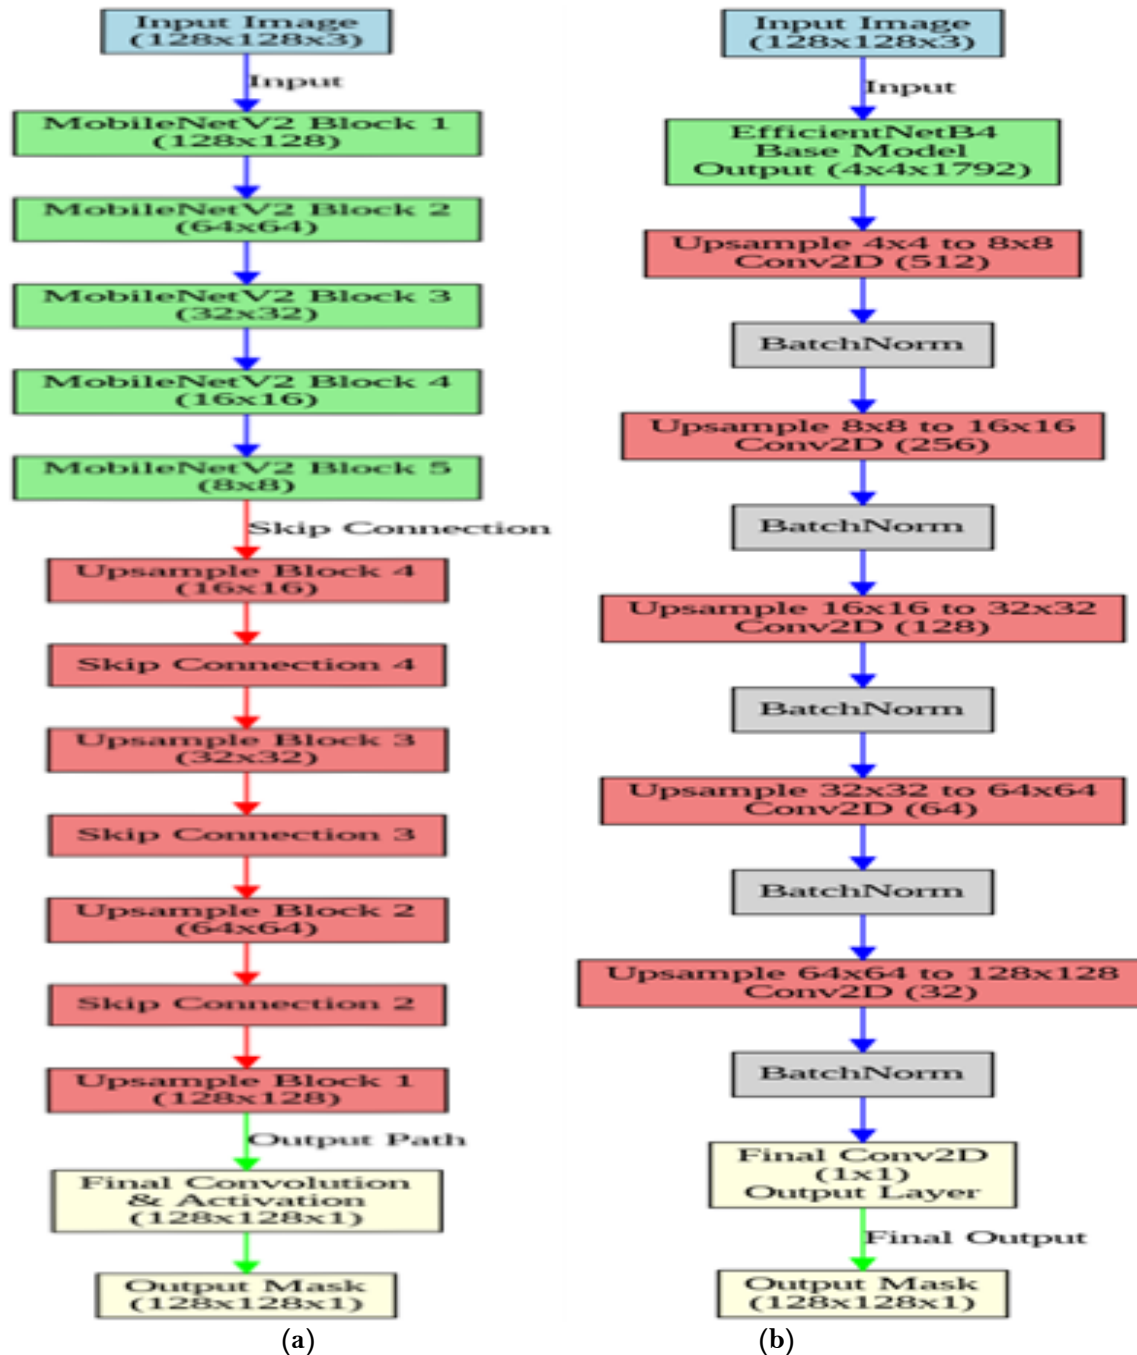 Input Image
(128x128x3)
Input
MobileNetV2 Block 1
(128x128)
MobileNetV2 Block 2
(64x64)
MobileNetV2 Block 3
(32x32)
MobileNetV2 Block 4
(16x16)
MobileNetV2 Block 5
(8x8)
Skip Connection
Upsample Block 4
(16x16)
Skip Connection 4
Upsample Block 3
(32x32)
Skip Connection 3
Upsample Block 2
(64x64)
Skip Connection 2
Upsample Block 1
(128x128)
Output Path
Final Convolution
& Activation
(128x128x1)
Output Mask
(128x128x1)
(a)
Input Image
(128x128x3)
Input
EfficientNetB4
Base Model
Output (4x4x1792)
Upsample 4x4 to 8x8
Conv2D (512)
BatchNorm
Upsample 8x8 to 16x16
Conv2D (256)
BatchNorm
Upsample 16x16 to 32x32
Conv2D (128)
BatchNorm
Upsample 32x32 to 64x64
Conv2D (64)
BatchNorm
Upsample 64x64 to 128x128
Conv2D (32)
BatchNorm
Final Conv2D
(1x1)
Output Layer
Final Output
Output Mask
(128x128x1)
(b)